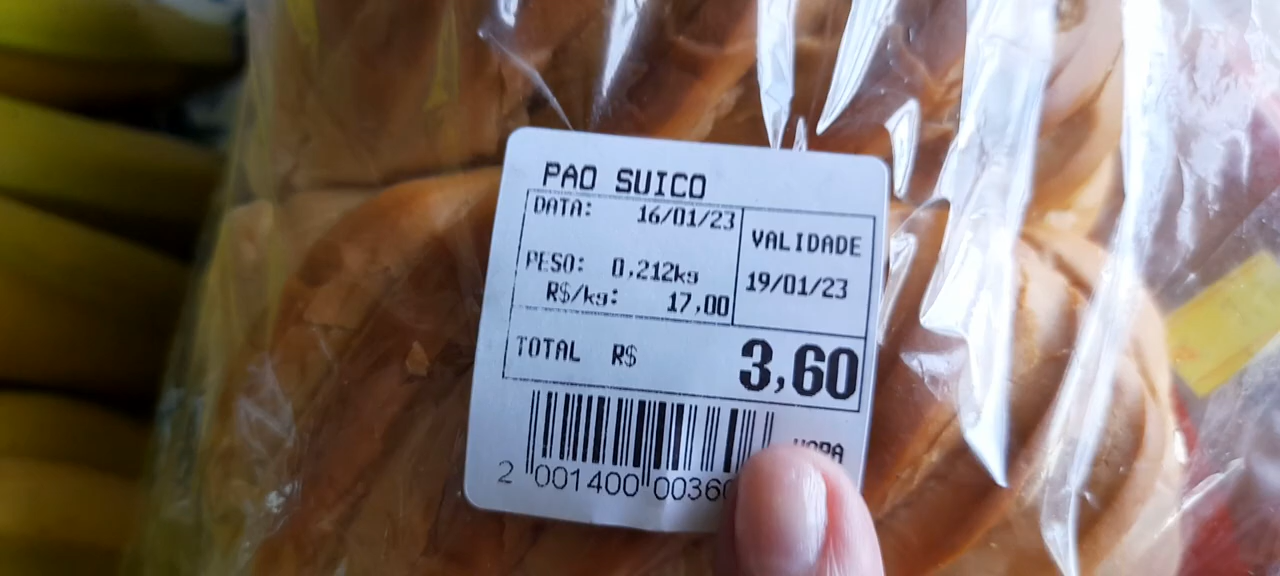 PAO SUICO
DATA: 16/01/23
VALIDADE
19/01/23
PESO: 0,212kg
R$/kg: 17,00
TOTAL R$ 3,60
HORA
2 001400 00360